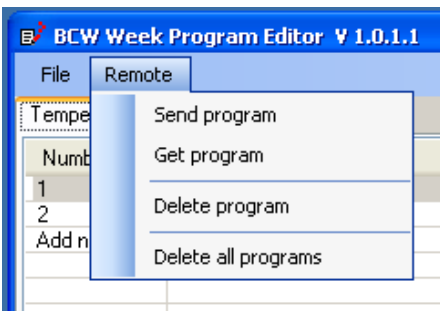 BCW Week Program Editor V 1.0.1.1
File Remote
Tempe
Send program
Numb
Get program
1
2
Delete program
Add n
Delete all programs